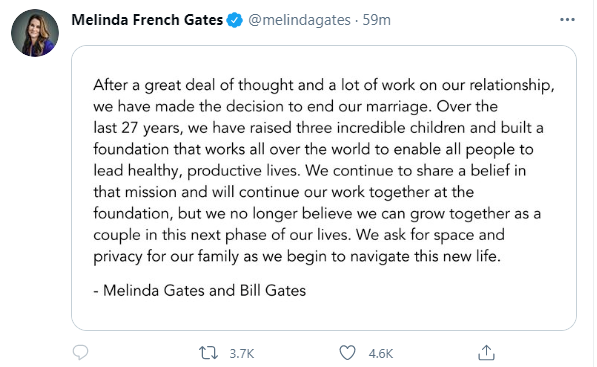 Melinda French Gates @melindagates · 59m
After a great deal of thought and a lot of work on our relationship,
we have made the decision to end our marriage. Over the
last 27 years, we have raised three incredible children and built a
foundation that works all over the world to enable all people to
lead healthy, productive lives. We continue to share a belief in
that mission and will continue our work together at the
foundation, but we no longer believe we can grow together as a
couple in this next phase of our lives. We ask for space and
privacy for our family as we begin to navigate this new life.
- Melinda Gates and Bill Gates
3.7K 4.6K